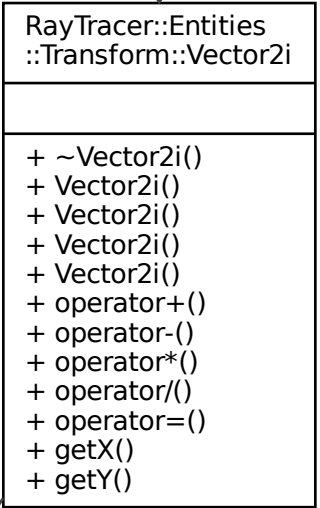 RayTracer::Entities
::Transform::Vector2i
+ ~Vector2i()
+ Vector2i()
+ Vector2i()
+ Vector2i()
+ Vector2i()
+ operator+()
+ operator-()
+ operator*()
+ operator/()
+ operator=()
+ getX()
+ getY()